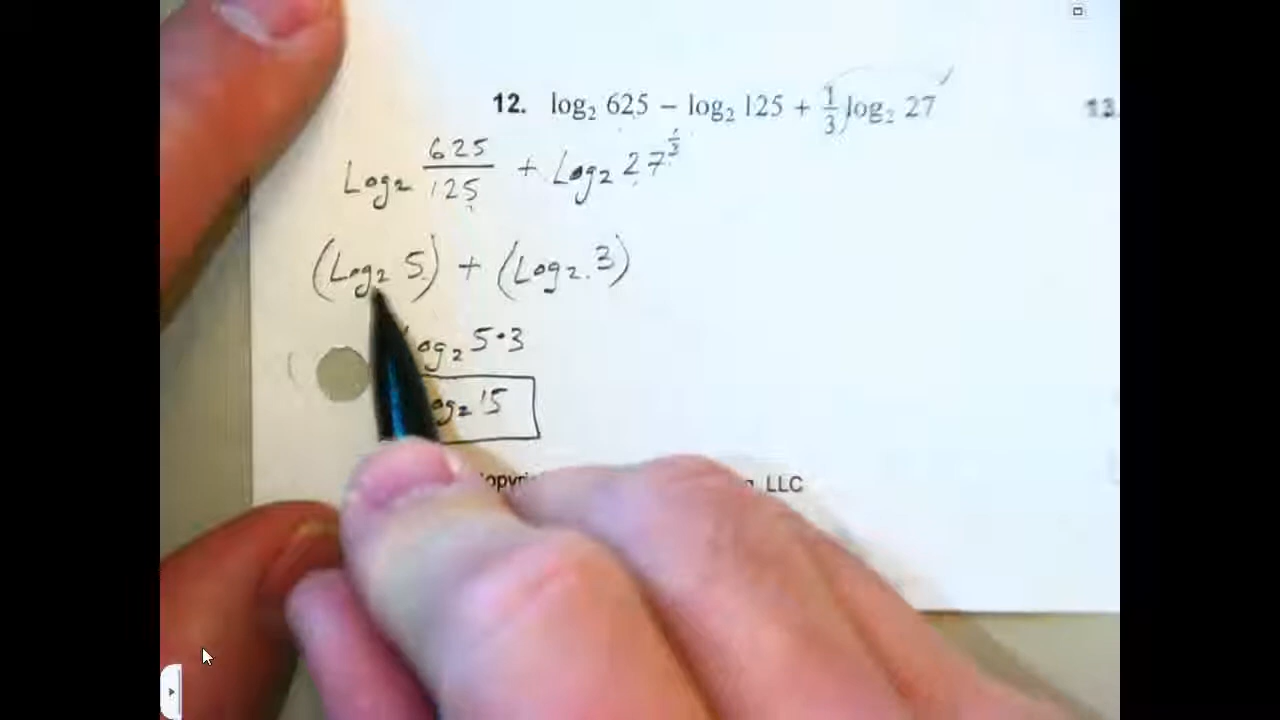 12. log₂ 625 − log₂ 125 + 1/3 log₂ 27
13.
Log₂ 625/125 + Log₂ 27^(1/3)
(Log₂ 5) + (Log₂ 3)
og₂ 5·3
og₂ 15
LLC